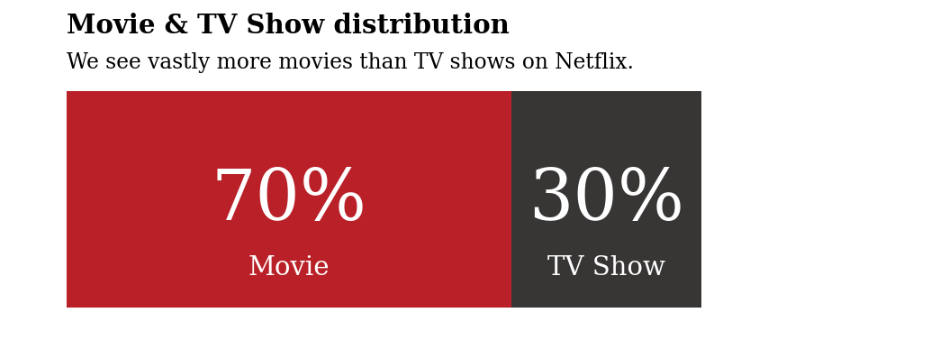 Movie & TV Show distribution
We see vastly more movies than TV shows on Netflix.
70% 30%
Movie TV Show